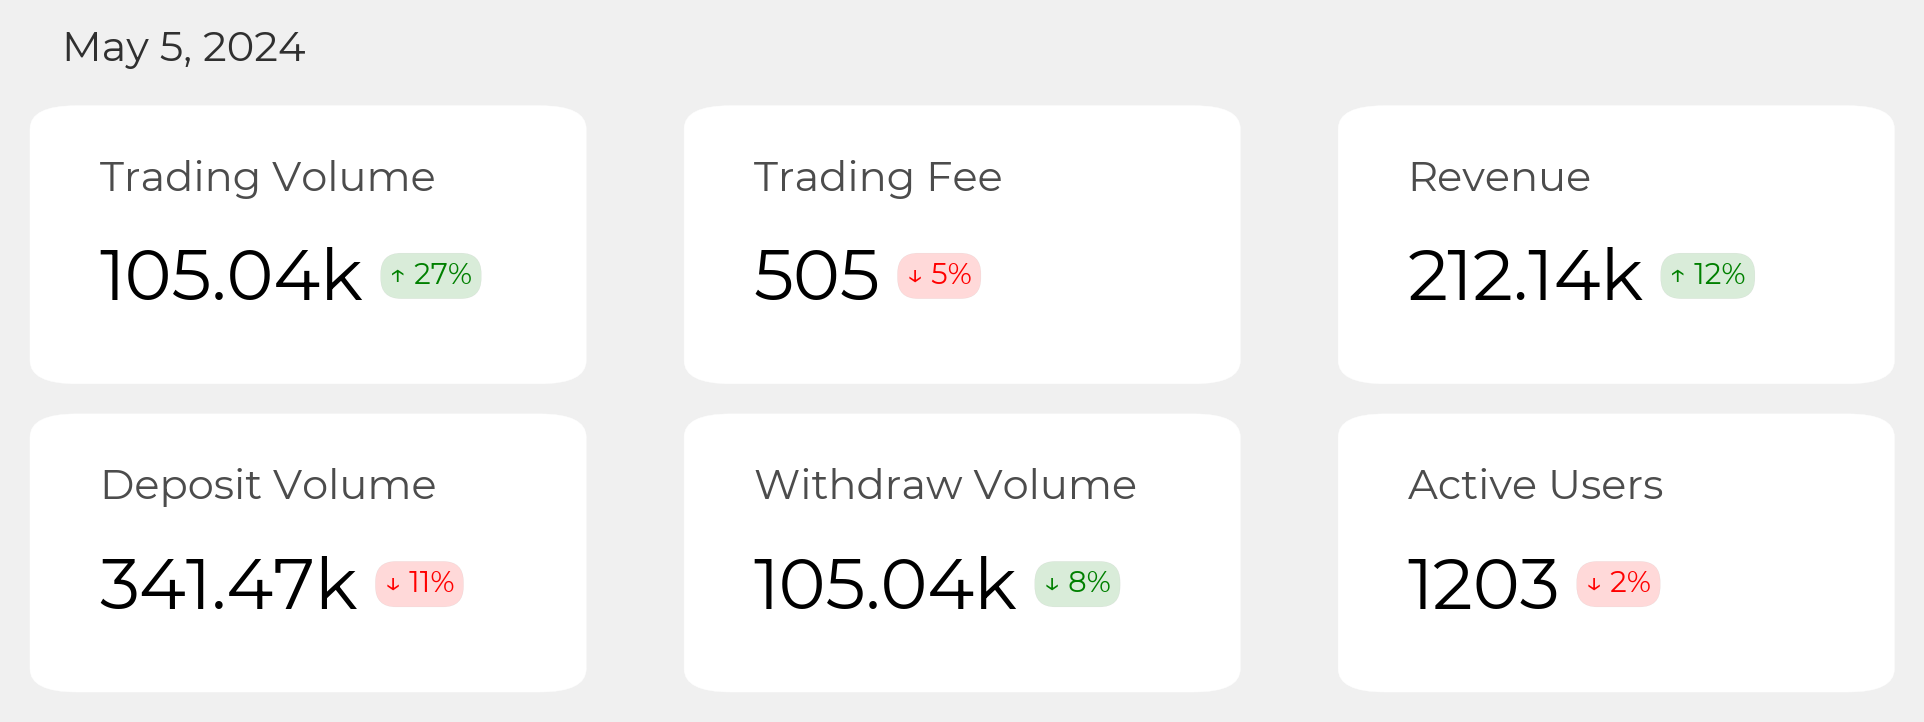 May 5, 2024
Trading Volume
105.04k ↑ 27%
Trading Fee
505 ↓ 5%
Revenue
212.14k ↑ 12%
Deposit Volume
341.47k ↓ 11%
Withdraw Volume
105.04k ↓ 8%
Active Users
1203 ↓ 2%